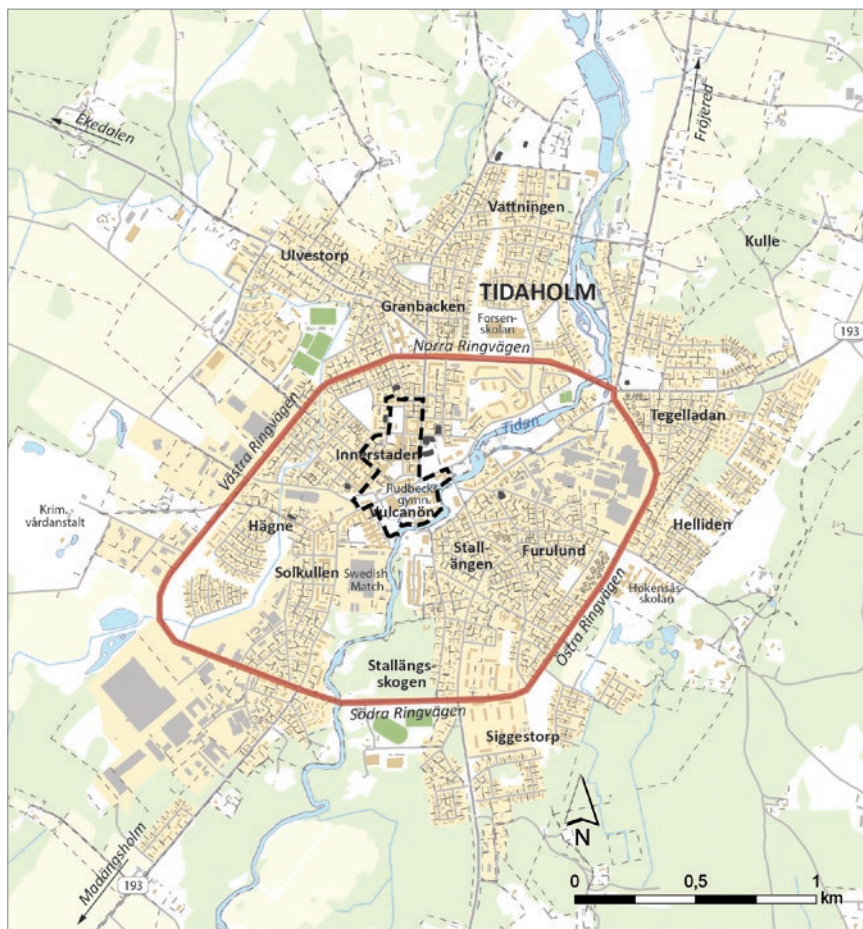 Ekedalen
Fröjered
Vattningen
Kulle
Ulvestorp
TIDAHOLM
Granbacken
Forsen-
skolan
193
Norra Ringvägen
Tegelladan
Tidan
Västra Ringvägen
Innerstaden
Rudbecks
gymn.
Krim.
vårdanstalt
Vulcanön
Hägne
Helliden
Stall-
ängen
Furulund
Solkullen
Swedish
Match
Hökensås-
skolan
Östra Ringvägen
Stallängs-
skogen
Södra Ringvägen
Siggestorp
Madängsholm
193
N
0
0,5
1
km